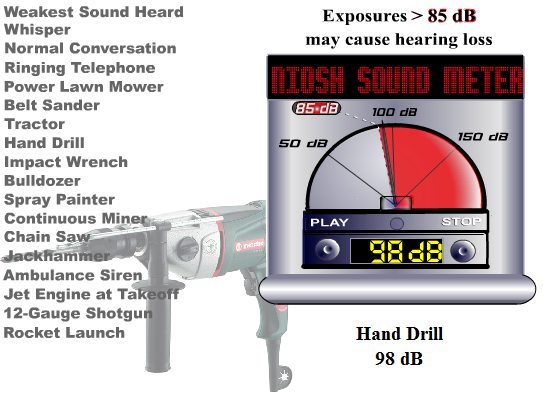 Weakest Sound Heard
Whisper
Normal Conversation
Ringing Telephone
Power Lawn Mower
Belt Sander
Tractor
Hand Drill
Impact Wrench
Bulldozer
Spray Painter
Continuous Miner
Chain Saw
Jackhammer
Ambulance Siren
Jet Engine at Takeoff
12-Gauge Shotgun
Rocket Launch
Exposures > 85 dB
may cause hearing loss
NIOSH SOUND METER
85 dB
100 dB
50 dB
150 dB
PLAY
STOP
98 dB
Hand Drill
98 dB
metabo